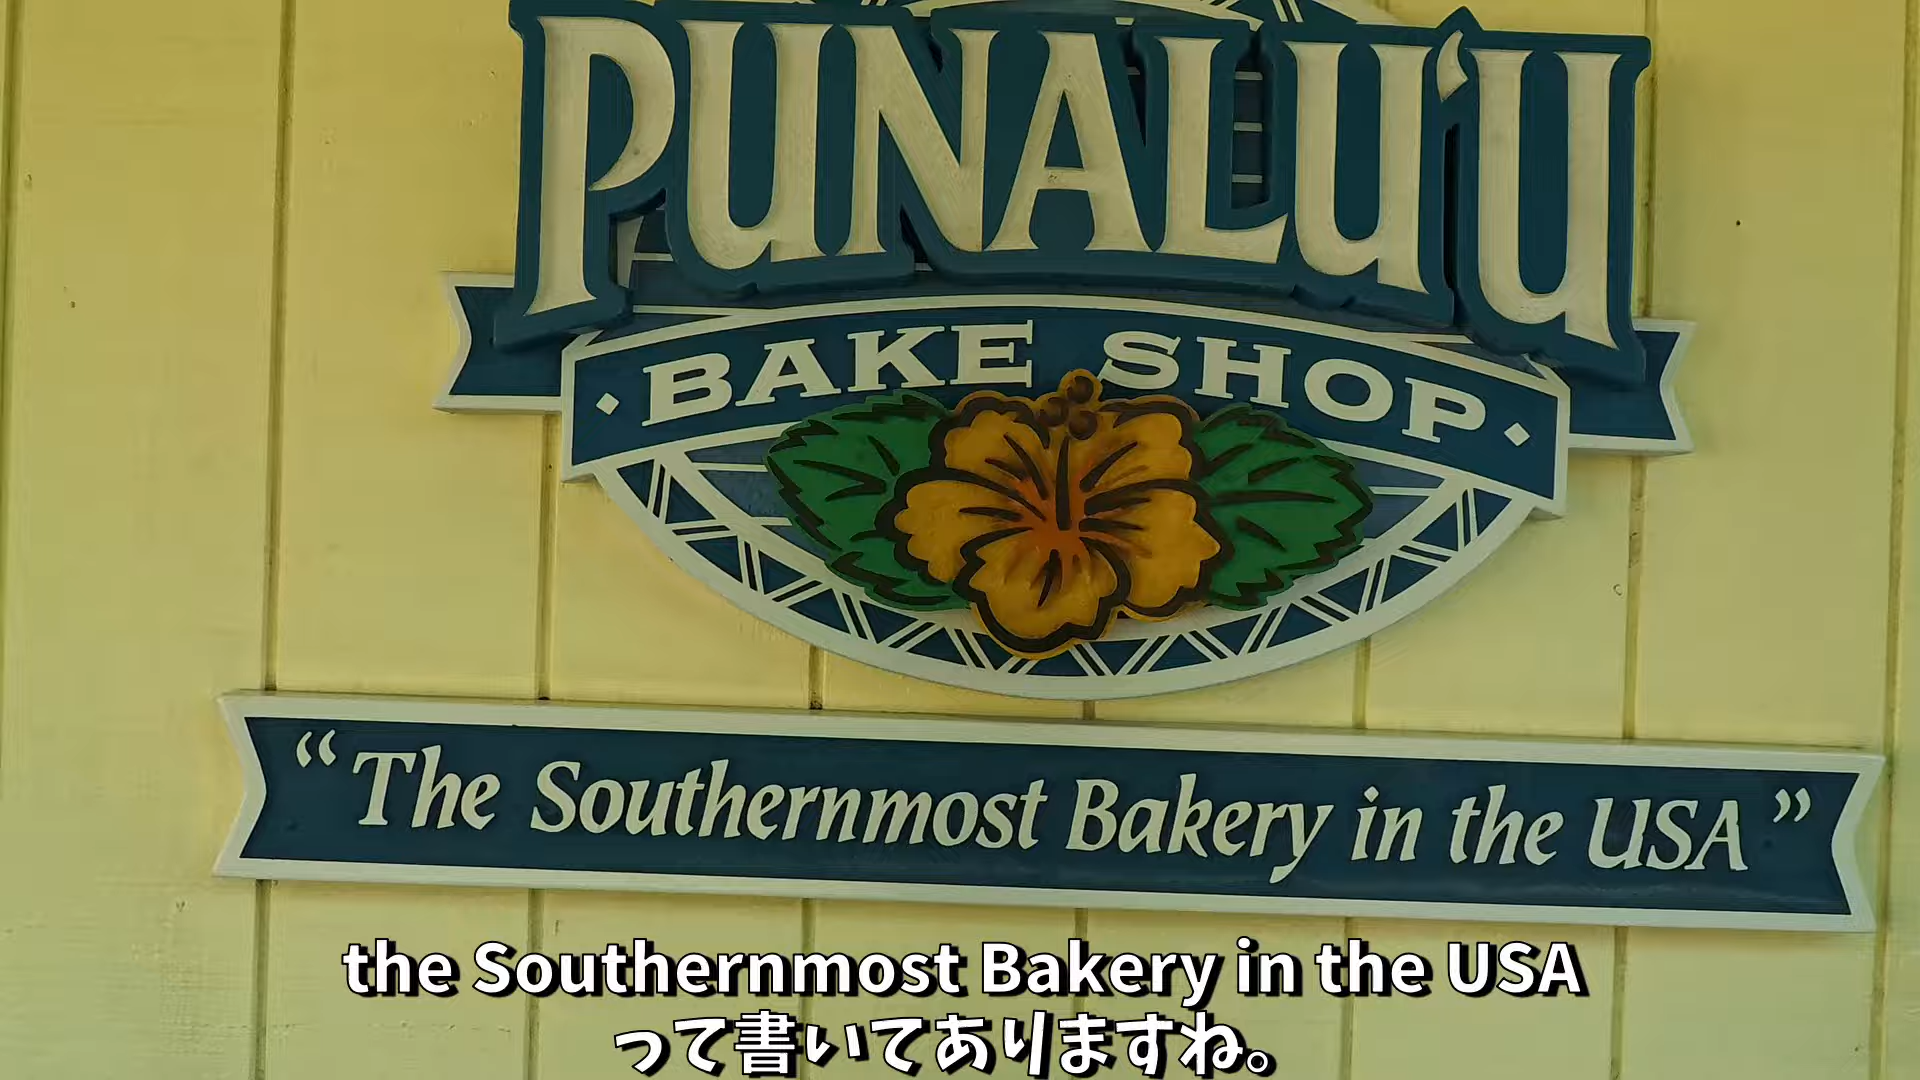 PUNALU‘U
BAKE SHOP
“The Southernmost Bakery in the USA”
the Southernmost Bakery in the USA
って書いてありますね。